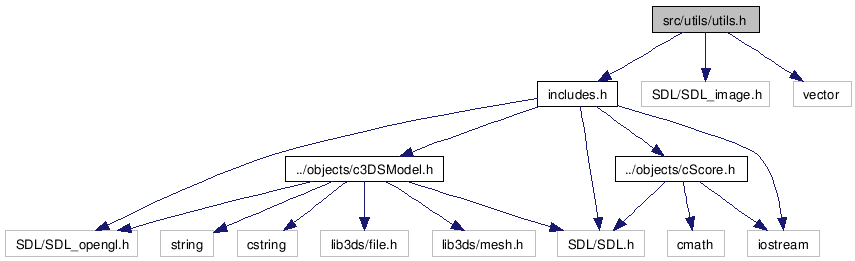 src/utils/utils.h
includes.h
SDL/SDL_image.h
vector
../objects/c3DSModel.h
../objects/cScore.h
SDL/SDL_opengl.h
string
cstring
lib3ds/file.h
lib3ds/mesh.h
SDL/SDL.h
cmath
iostream